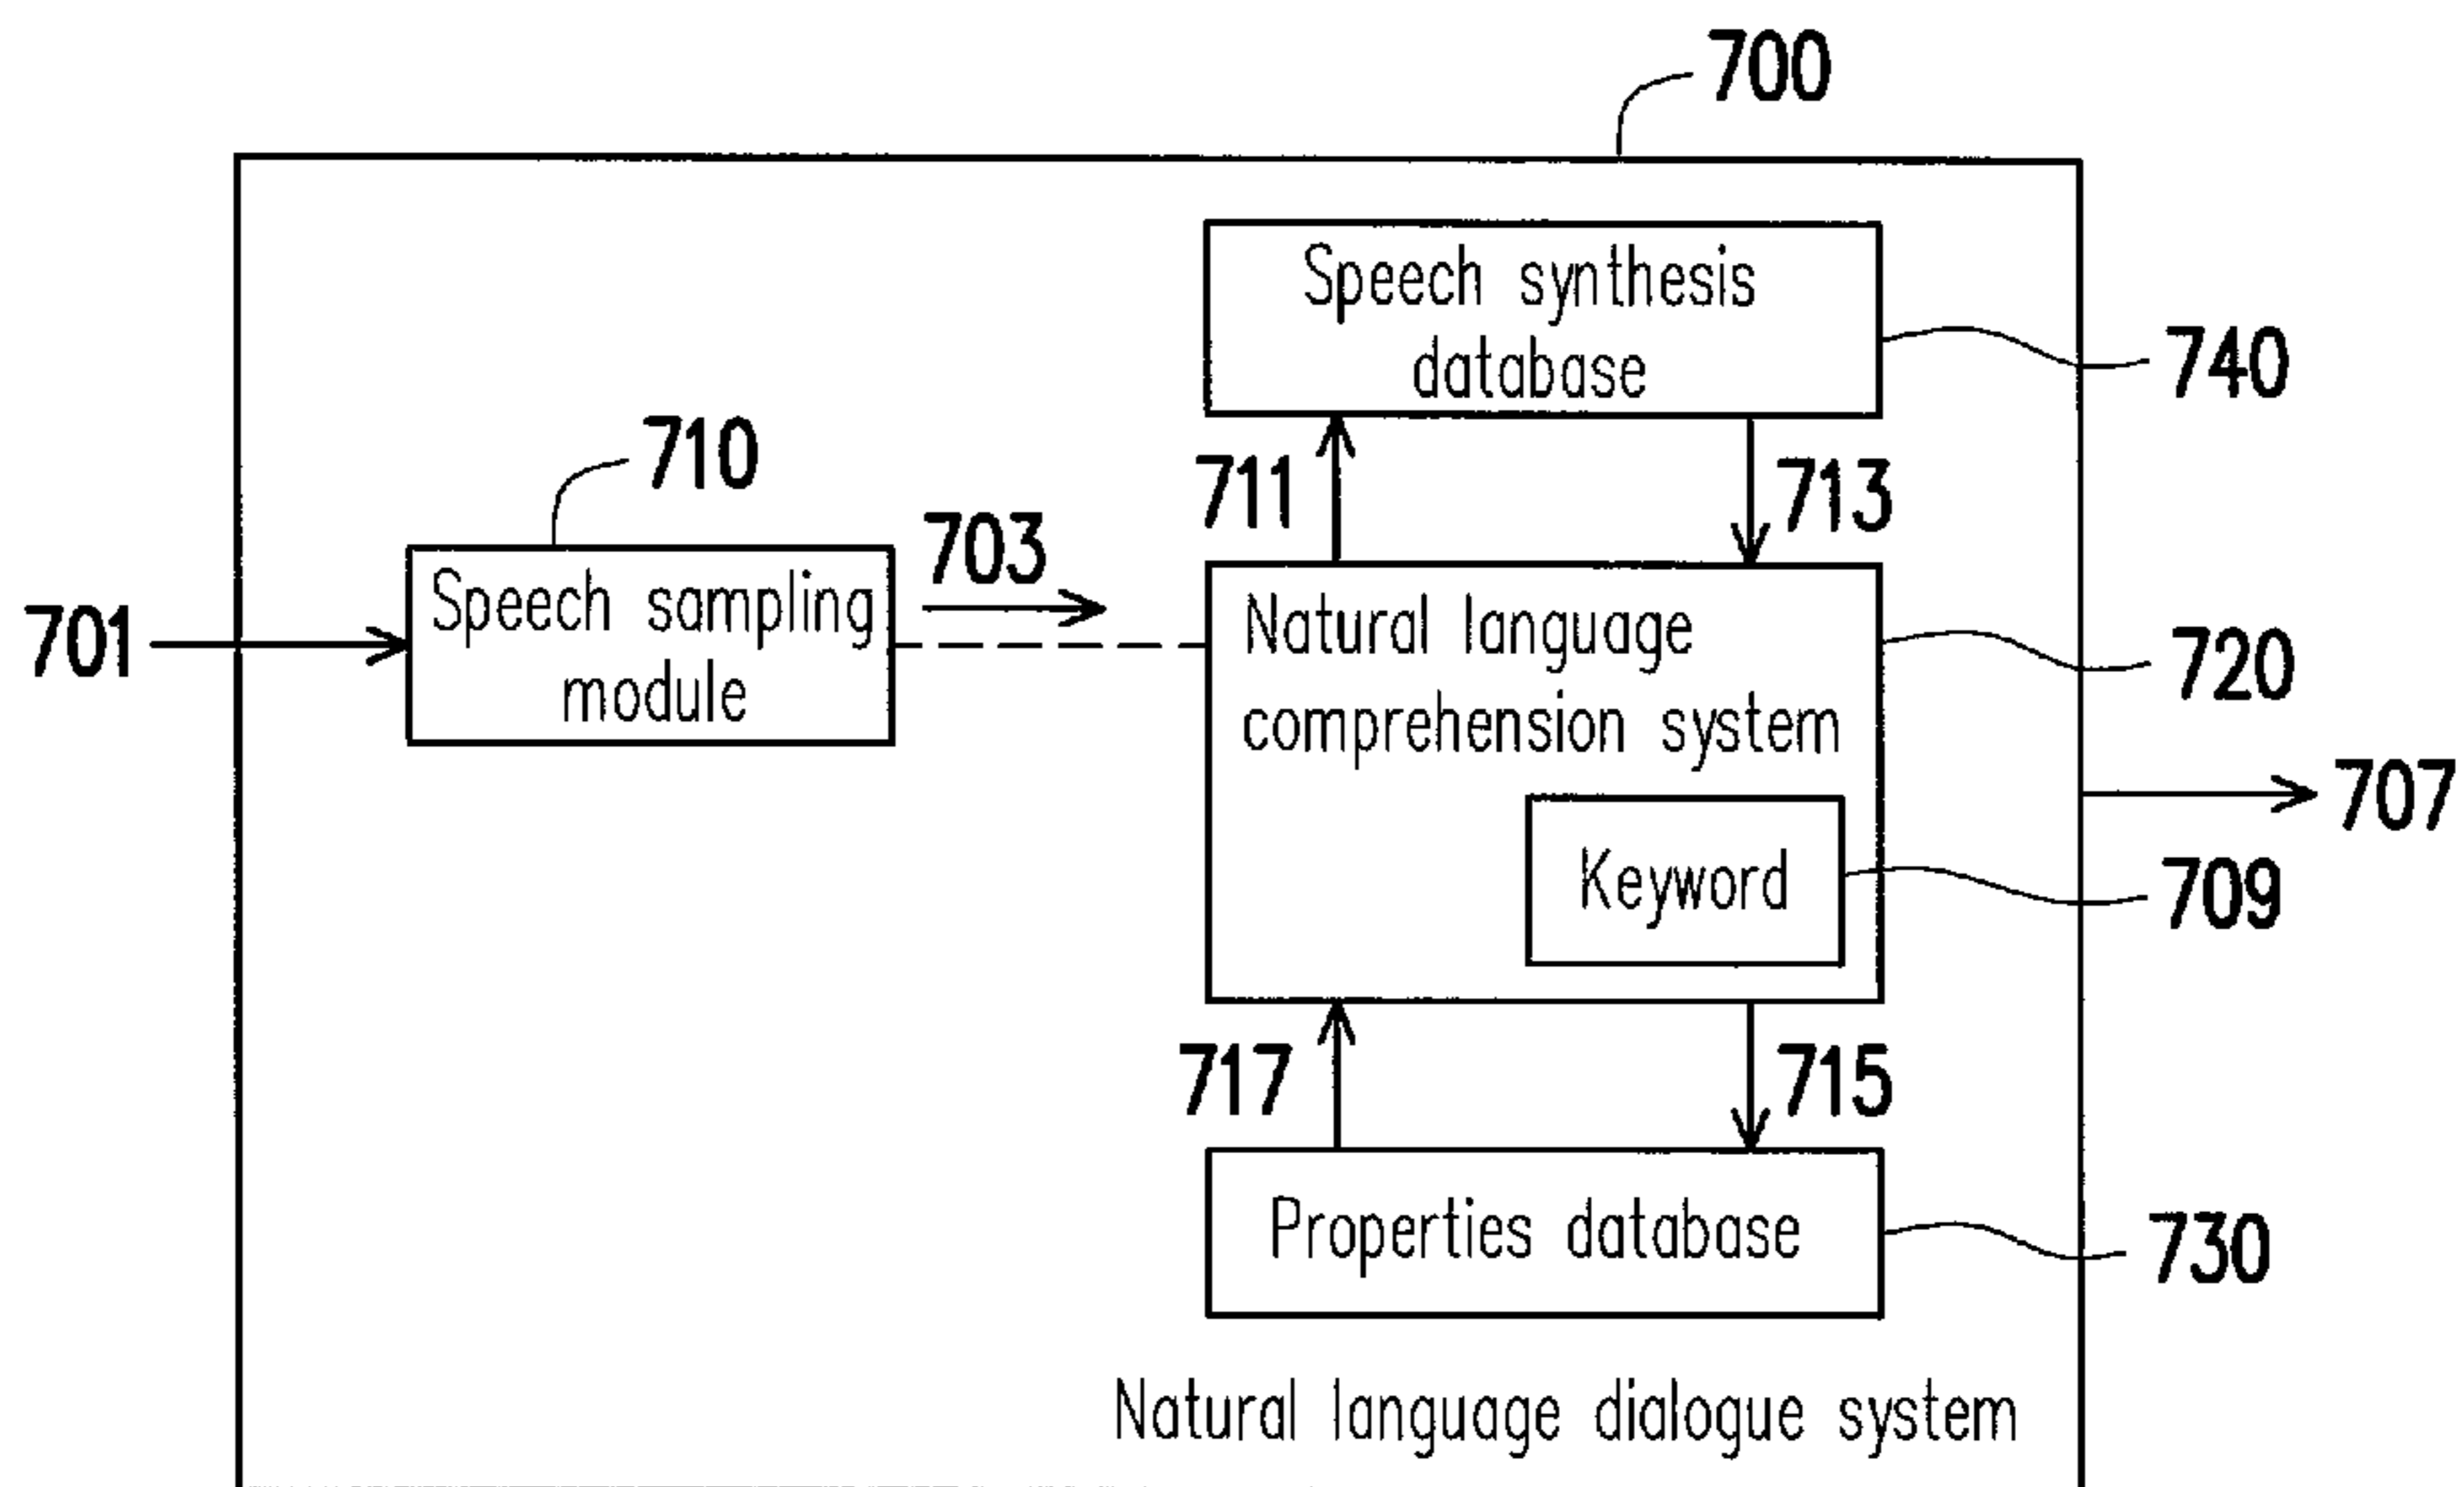 700
Speech synthesis
database
740
710
711
713
703
Speech sampling
module
701
Natural language
comprehension system
720
707
Keyword
709
717
715
Properties database
730
Natural language dialogue system